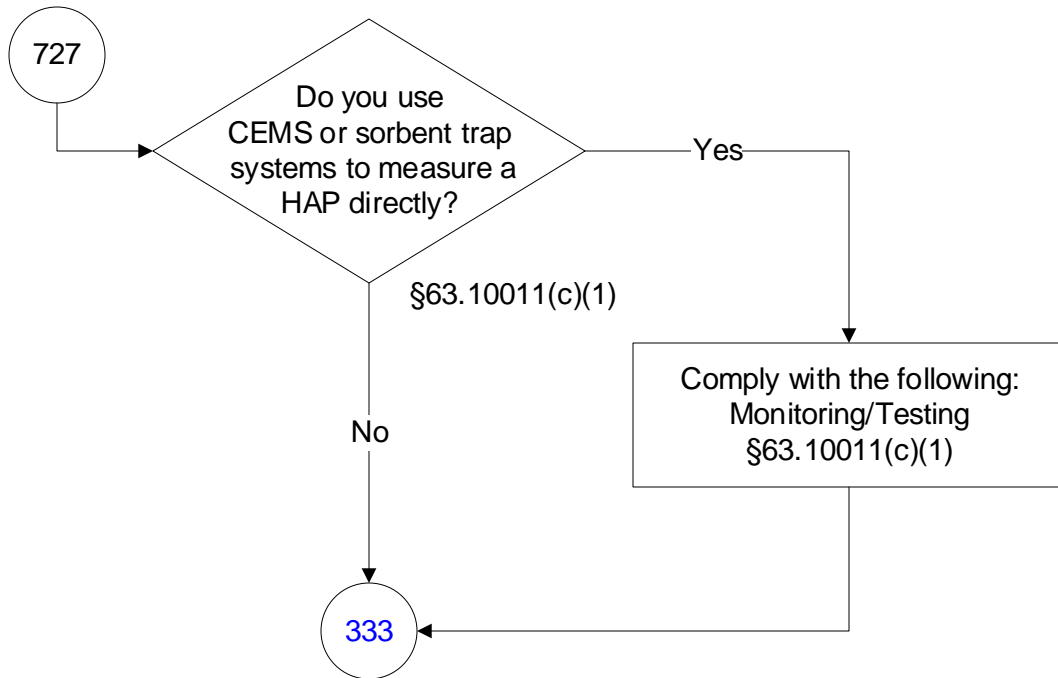 727
Do you use
CEMS or sorbent trap
systems to measure a
HAP directly?
Yes
§63.10011(c)(1)
Comply with the following:
Monitoring/Testing
§63.10011(c)(1)
No
333